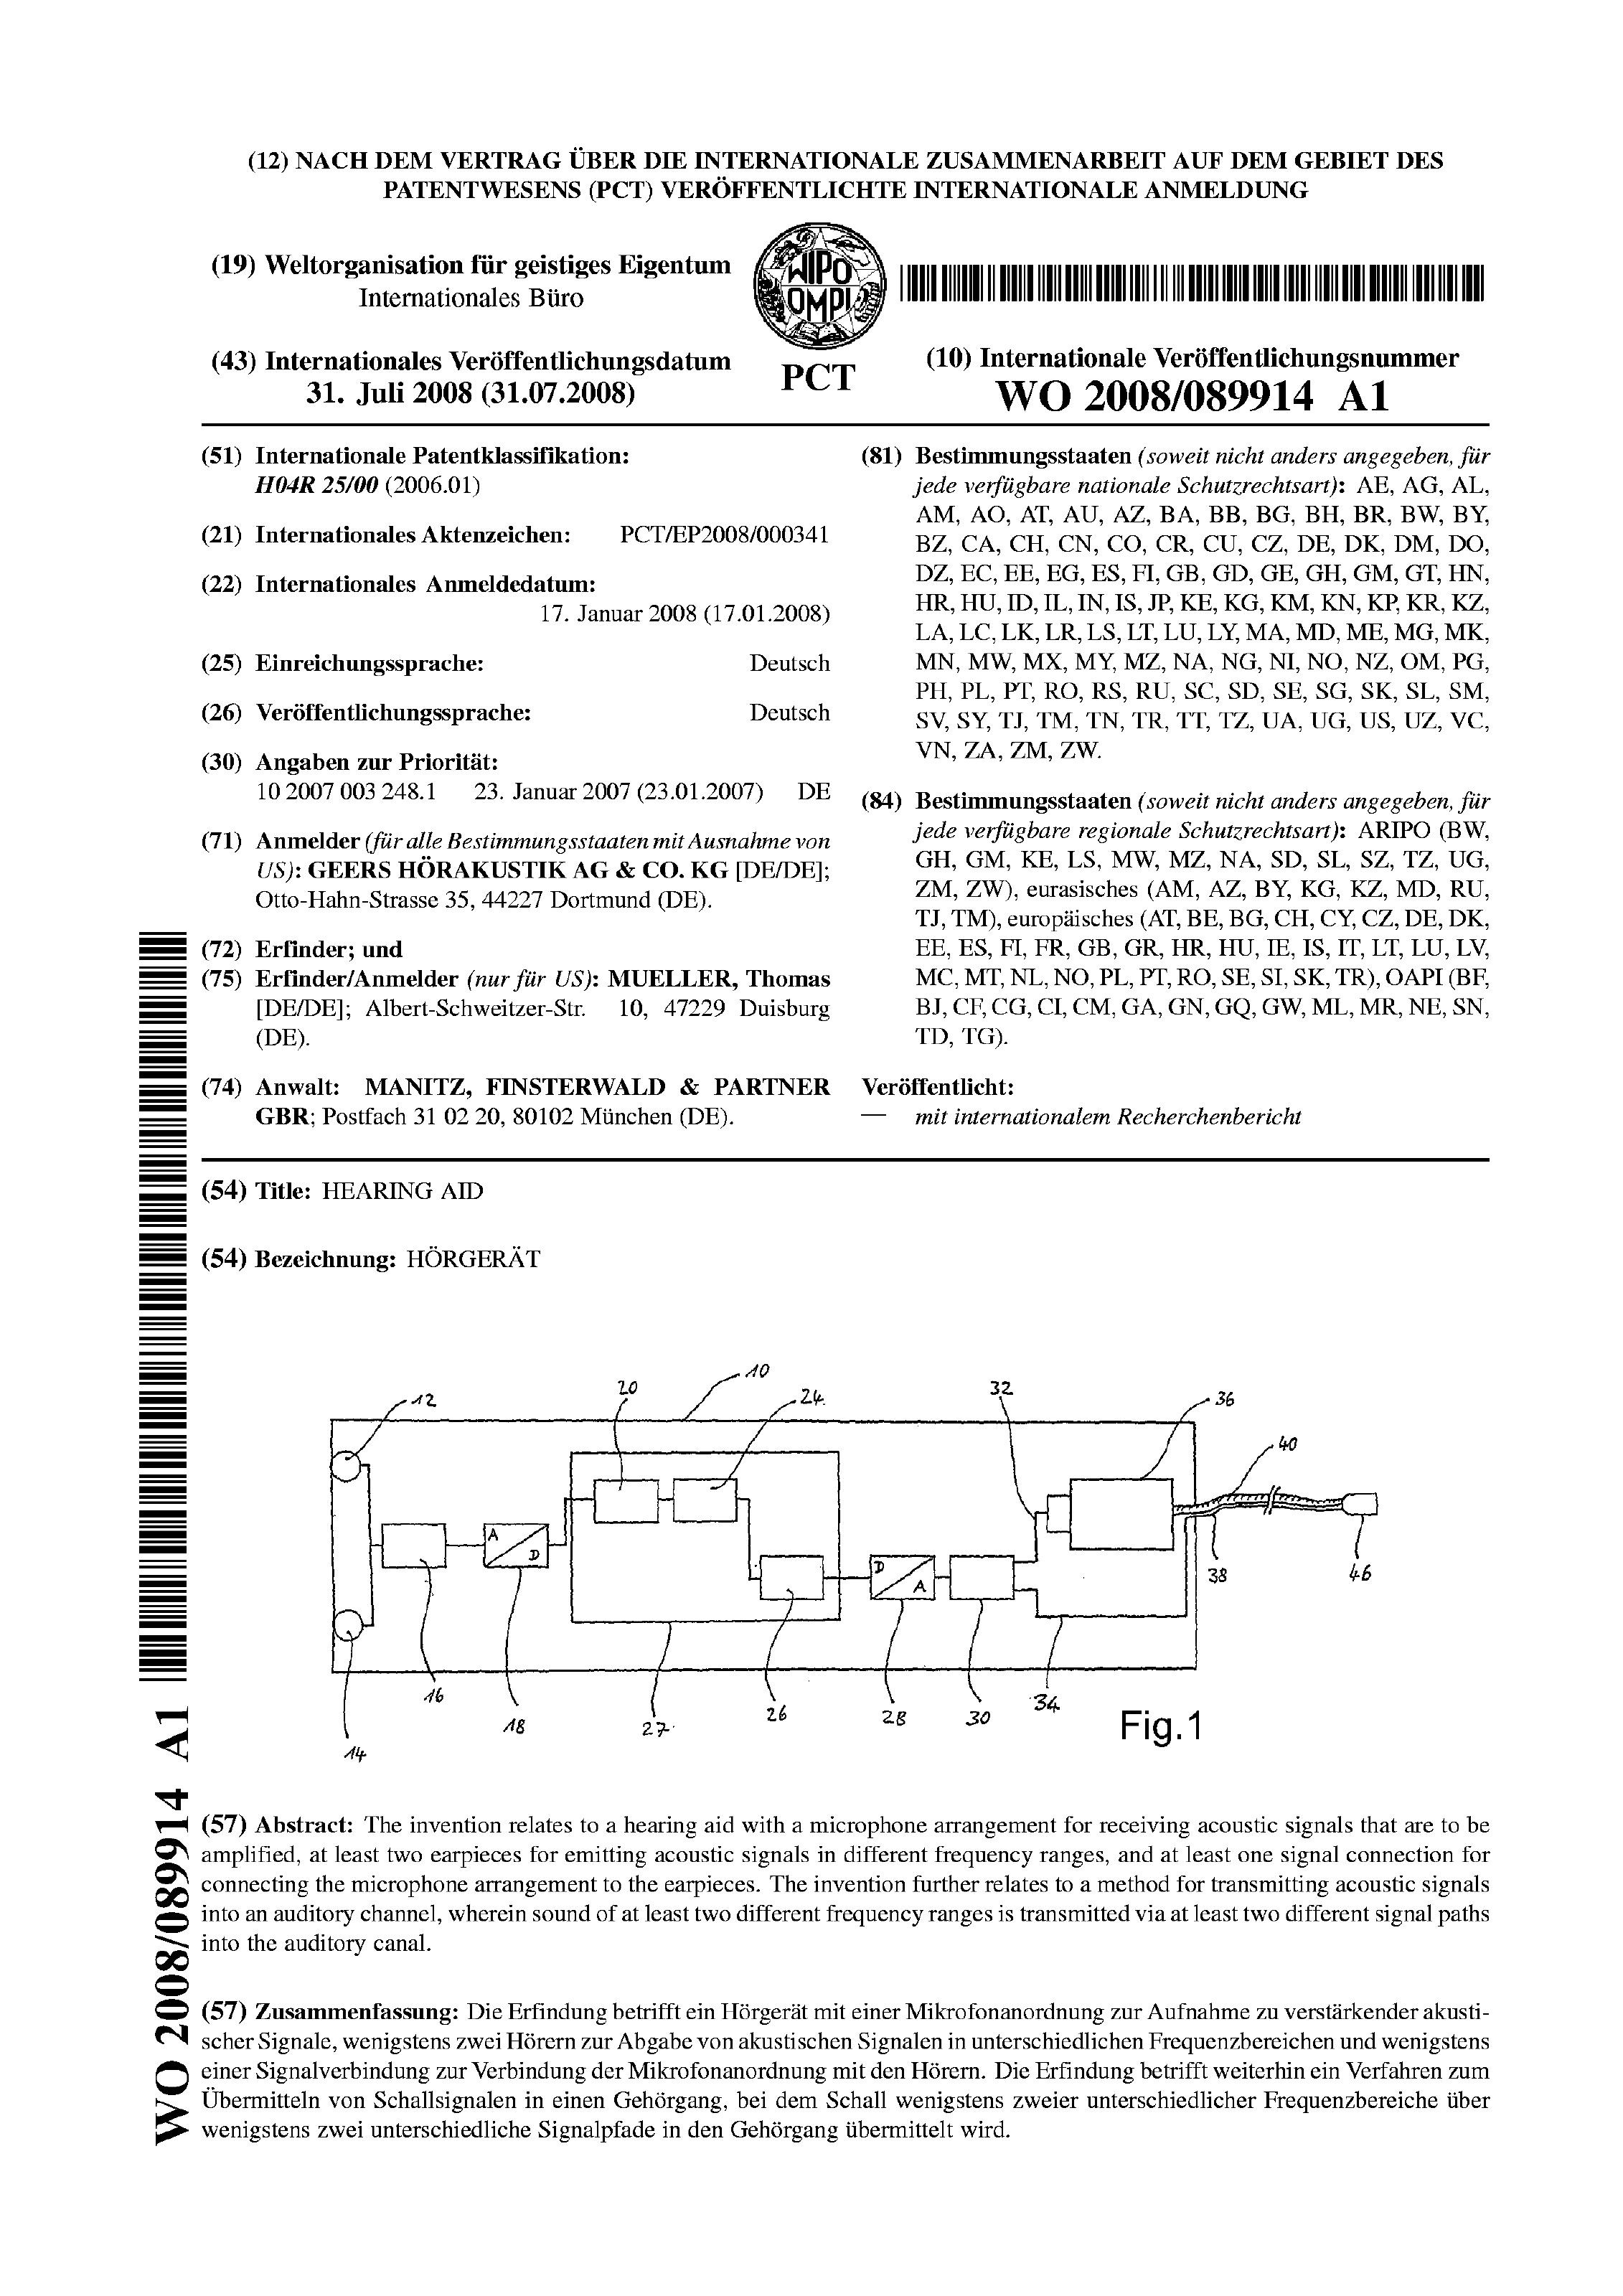 (12) NACH DEM VERTRAG ÜBER DIE INTERNATIONALE ZUSAMMENARBEIT AUF DEM GEBIET DES
PATENTWESENS (PCT) VERÖFFENTLICHTE INTERNATIONALE ANMELDUNG
(19) Weltorganisation für geistiges Eigentum
Internationales Büro
WIPO
OMPI
PCT
(43) Internationales Veröffentlichungsdatum
31. Juli 2008 (31.07.2008)
(10) Internationale Veröffentlichungsnummer
WO 2008/089914 A1
(51) Internationale Patentklassifikation:
H04R 25/00 (2006.01)
(21) Internationales Aktenzeichen: PCT/EP2008/000341
(22) Internationales Anmeldedatum:
17. Januar 2008 (17.01.2008)
(25) Einreichungssprache: Deutsch
(26) Veröffentlichungssprache: Deutsch
(30) Angaben zur Priorität:
10 2007 003 248.1 23. Januar 2007 (23.01.2007) DE
(71) Anmelder (für alle Bestimmungsstaaten mit Ausnahme von
US): GEERS HÖRAKUSTIK AG & CO. KG [DE/DE];
Otto-Hahn-Strasse 35, 44227 Dortmund (DE).
(72) Erfinder; und
(75) Erfinder/Anmelder (nur für US): MUELLER, Thomas
[DE/DE]; Albert-Schweitzer-Str. 10, 47229 Duisburg
(DE).
(74) Anwalt: MANITZ, FINSTERWALD & PARTNER
GBR; Postfach 31 02 20, 80102 München (DE).
(81) Bestimmungsstaaten (soweit nicht anders angegeben, für
jede verfügbare nationale Schutzrechtsart): AE, AG, AL,
AM, AO, AT, AU, AZ, BA, BB, BG, BH, BR, BW, BY,
BZ, CA, CH, CN, CO, CR, CU, CZ, DE, DK, DM, DO,
DZ, EC, EE, EG, ES, FI, GB, GD, GE, GH, GM, GT, HN,
HR, HU, ID, IL, IN, IS, JP, KE, KG, KM, KN, KP, KR, KZ,
LA, LC, LK, LR, LS, LT, LU, LY, MA, MD, ME, MG, MK,
MN, MW, MX, MY, MZ, NA, NG, NI, NO, NZ, OM, PG,
PH, PL, PT, RO, RS, RU, SC, SD, SE, SG, SK, SL, SM,
SV, SY, TJ, TM, TN, TR, TT, TZ, UA, UG, US, UZ, VC,
VN, ZA, ZM, ZW.
(84) Bestimmungsstaaten (soweit nicht anders angegeben, für
jede verfügbare regionale Schutzrechtsart): ARIPO (BW,
GH, GM, KE, LS, MW, MZ, NA, SD, SL, SZ, TZ, UG,
ZM, ZW), eurasisches (AM, AZ, BY, KG, KZ, MD, RU,
TJ, TM), europäisches (AT, BE, BG, CH, CY, CZ, DE, DK,
EE, ES, FI, FR, GB, GR, HR, HU, IE, IS, IT, LT, LU, LV,
MC, MT, NL, NO, PL, PT, RO, SE, SI, SK, TR), OAPI (BF,
BJ, CF, CG, CI, CM, GA, GN, GQ, GW, ML, MR, NE, SN,
TD, TG).
Veröffentlicht:
— mit internationalem Recherchenbericht
(54) Title: HEARING AID
(54) Bezeichnung: HÖRGERÄT
10
12 20 24 32 36
40
A D
D A
38 46
16 18 27 26 28 30 34
14
Fig.1
(57) Abstract: The invention relates to a hearing aid with a microphone arrangement for receiving acoustic signals that are to be
amplified, at least two earpieces for emitting acoustic signals in different frequency ranges, and at least one signal connection for
connecting the microphone arrangement to the earpieces. The invention further relates to a method for transmitting acoustic signals
into an auditory channel, wherein sound of at least two different frequency ranges is transmitted via at least two different signal paths
into the auditory canal.
(57) Zusammenfassung: Die Erfindung betrifft ein Hörgerät mit einer Mikrofonanordnung zur Aufnahme zu verstärkender akusti-
scher Signale, wenigstens zwei Hörern zur Abgabe von akustischen Signalen in unterschiedlichen Frequenzbereichen und wenigstens
einer Signalverbindung zur Verbindung der Mikrofonanordnung mit den Hörern. Die Erfindung betrifft weiterhin ein Verfahren zum
Übermitteln von Schallsignalen in einen Gehörgang, bei dem Schall wenigstens zweier unterschiedlicher Frequenzbereiche über
wenigstens zwei unterschiedliche Signalpfade in den Gehörgang übermittelt wird.
WO 2008/089914 A1